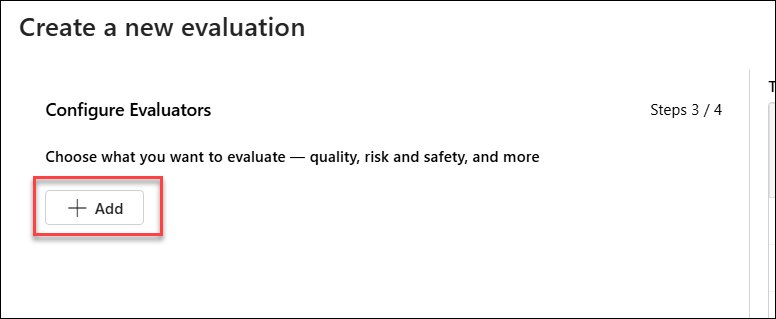 Create a new evaluation
Configure Evaluators
Steps 3 / 4
Choose what you want to evaluate — quality, risk and safety, and more
+ Add